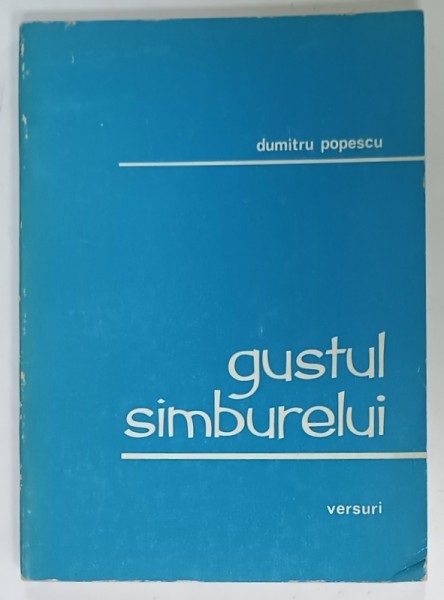 dumitru popescu
gustul
simburelui
versuri